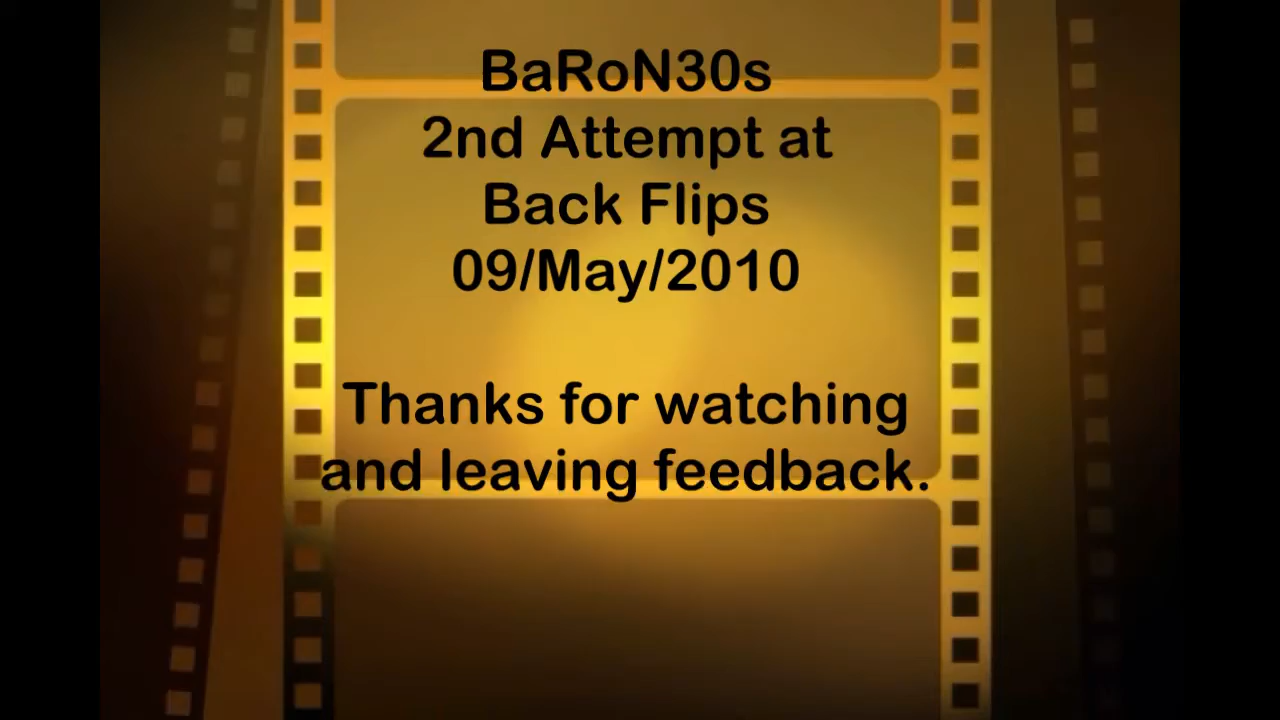 BaRoN30s
2nd Attempt at
Back Flips
09/May/2010
Thanks for watching
and leaving feedback.